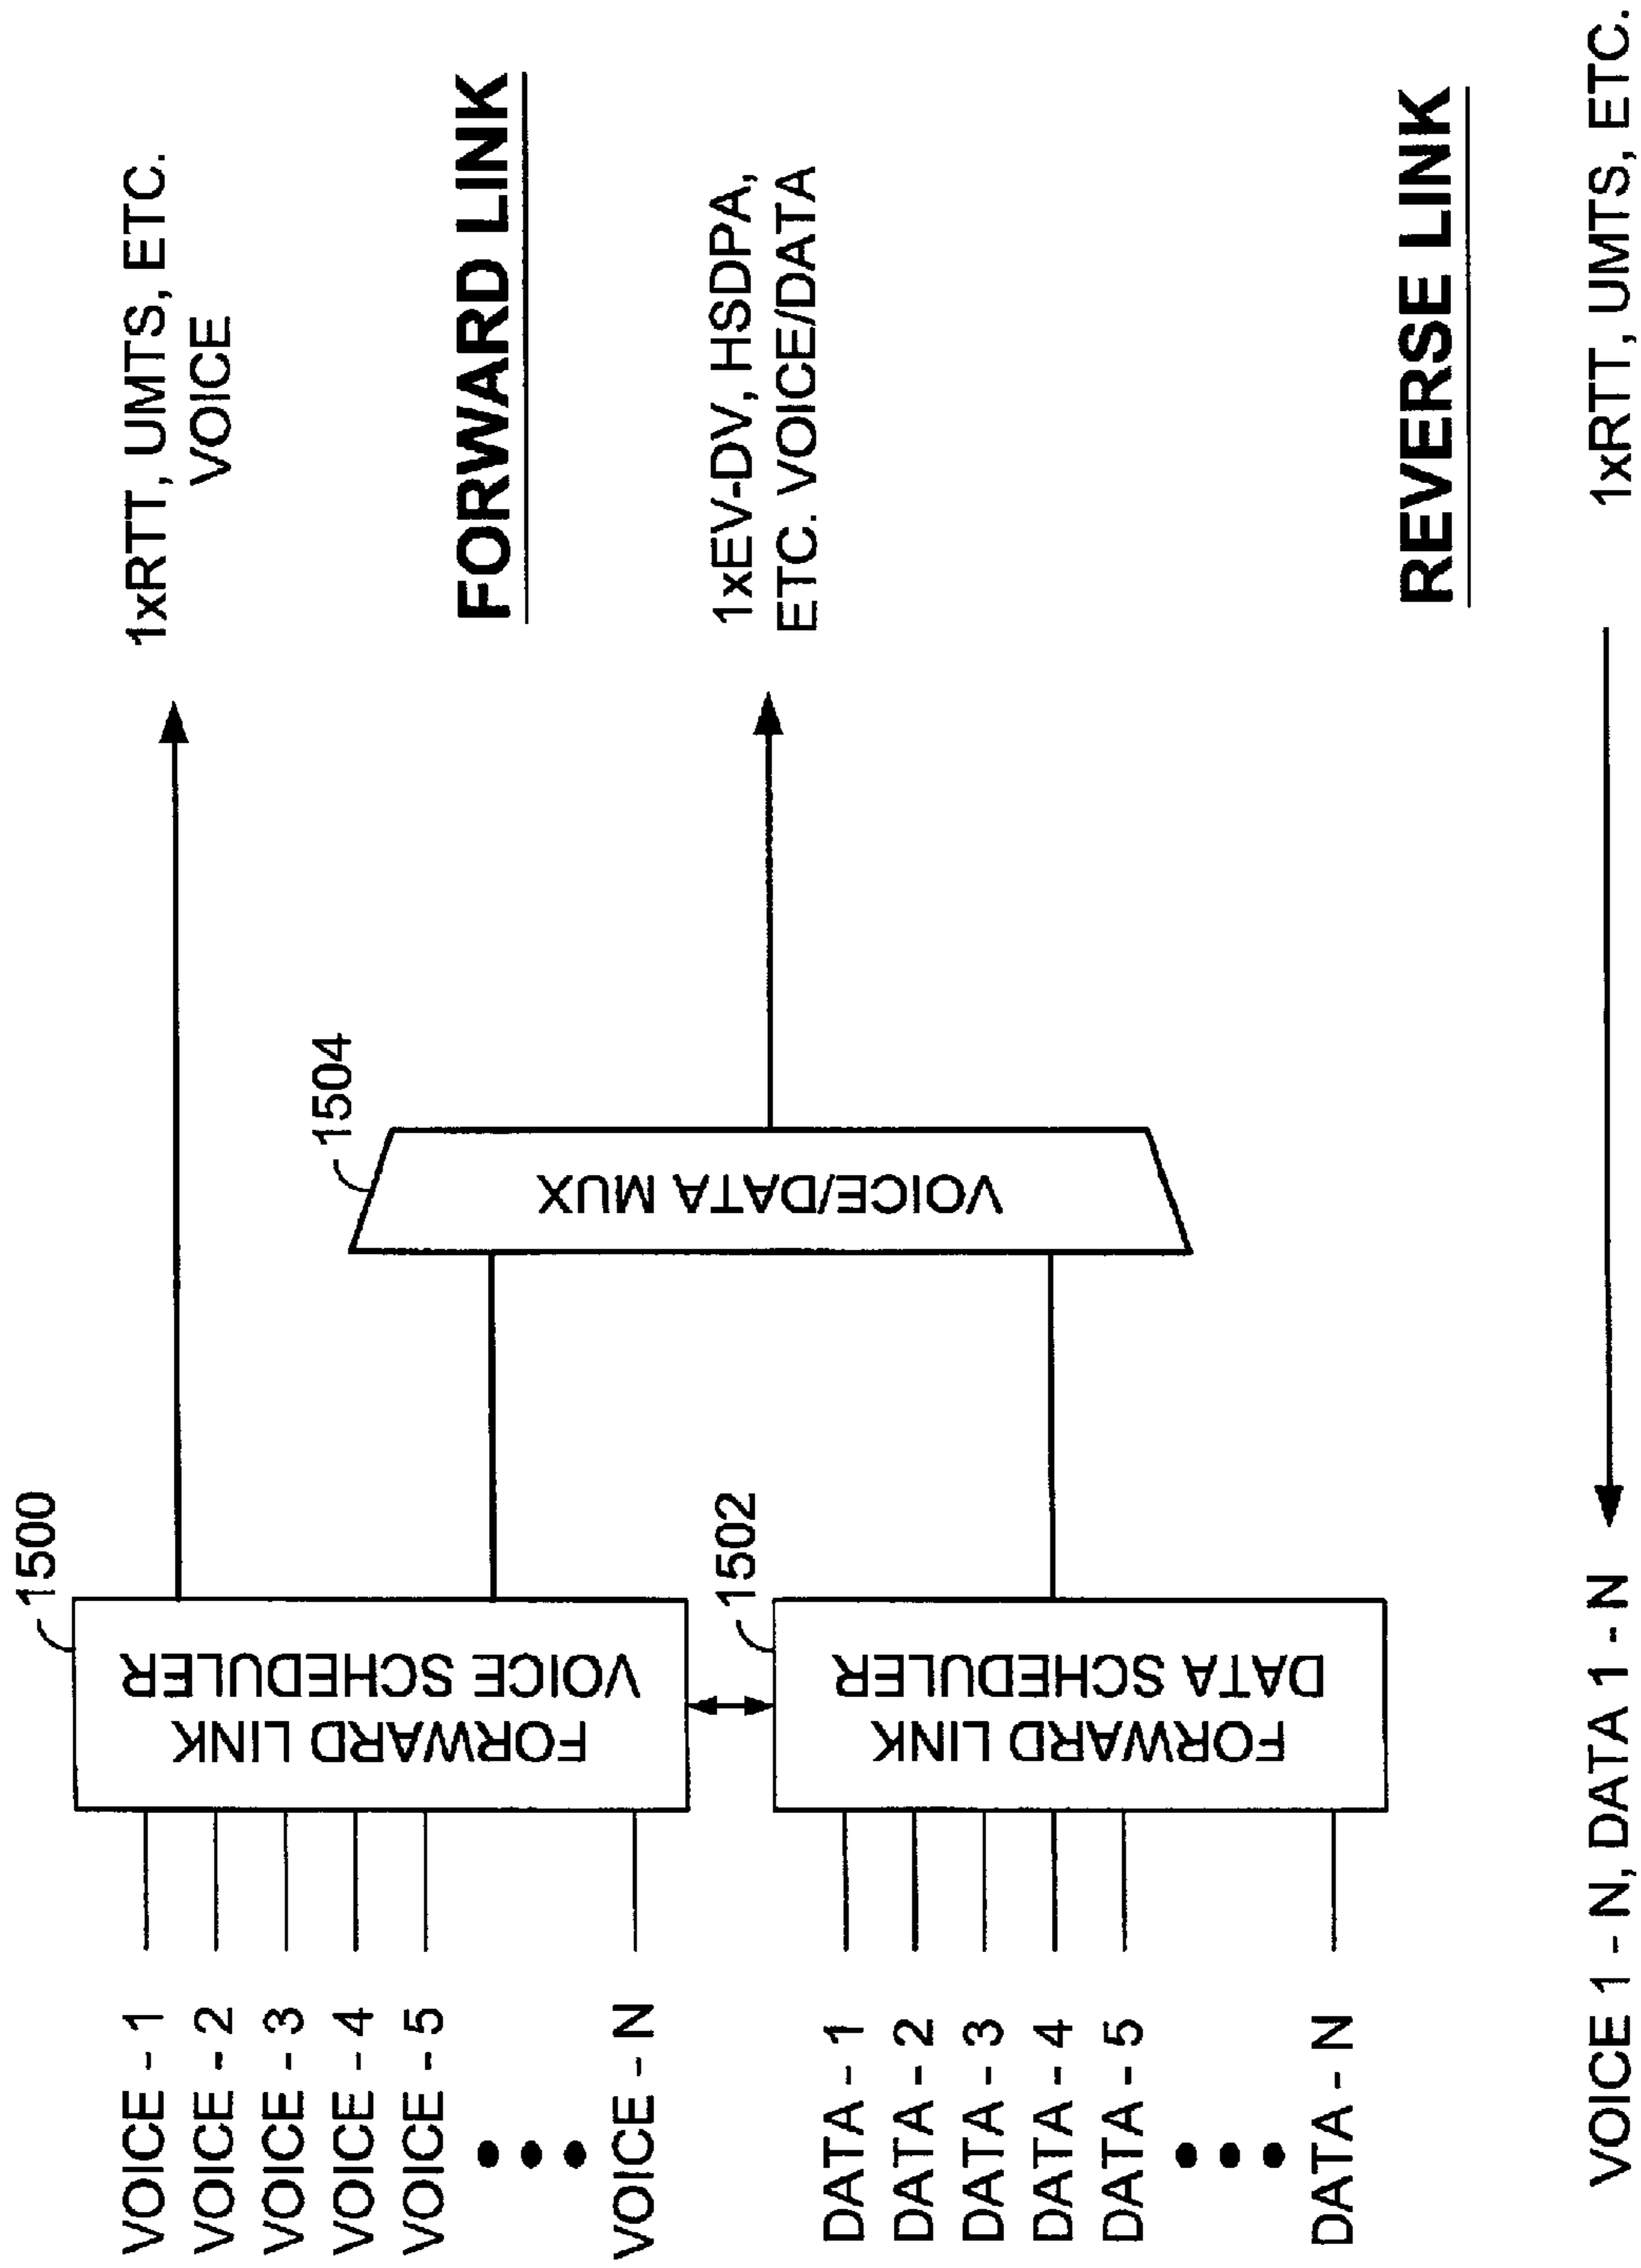 VOICE – 1
VOICE – 2
VOICE – 3
VOICE – 4
VOICE – 5
VOICE – N
1500
FORWARD LINK
VOICE SCHEDULER
1xRTT, UMTS, ETC.
VOICE
FORWARD LINK
1504
VOICE/DATA MUX
1xEV-DV, HSDPA,
ETC. VOICE/DATA
DATA – 1
DATA – 2
DATA – 3
DATA – 4
DATA – 5
DATA – N
1502
FORWARD LINK
DATA SCHEDULER
REVERSE LINK
VOICE 1 - N, DATA 1 - N
1xRTT, UMTS, ETC.